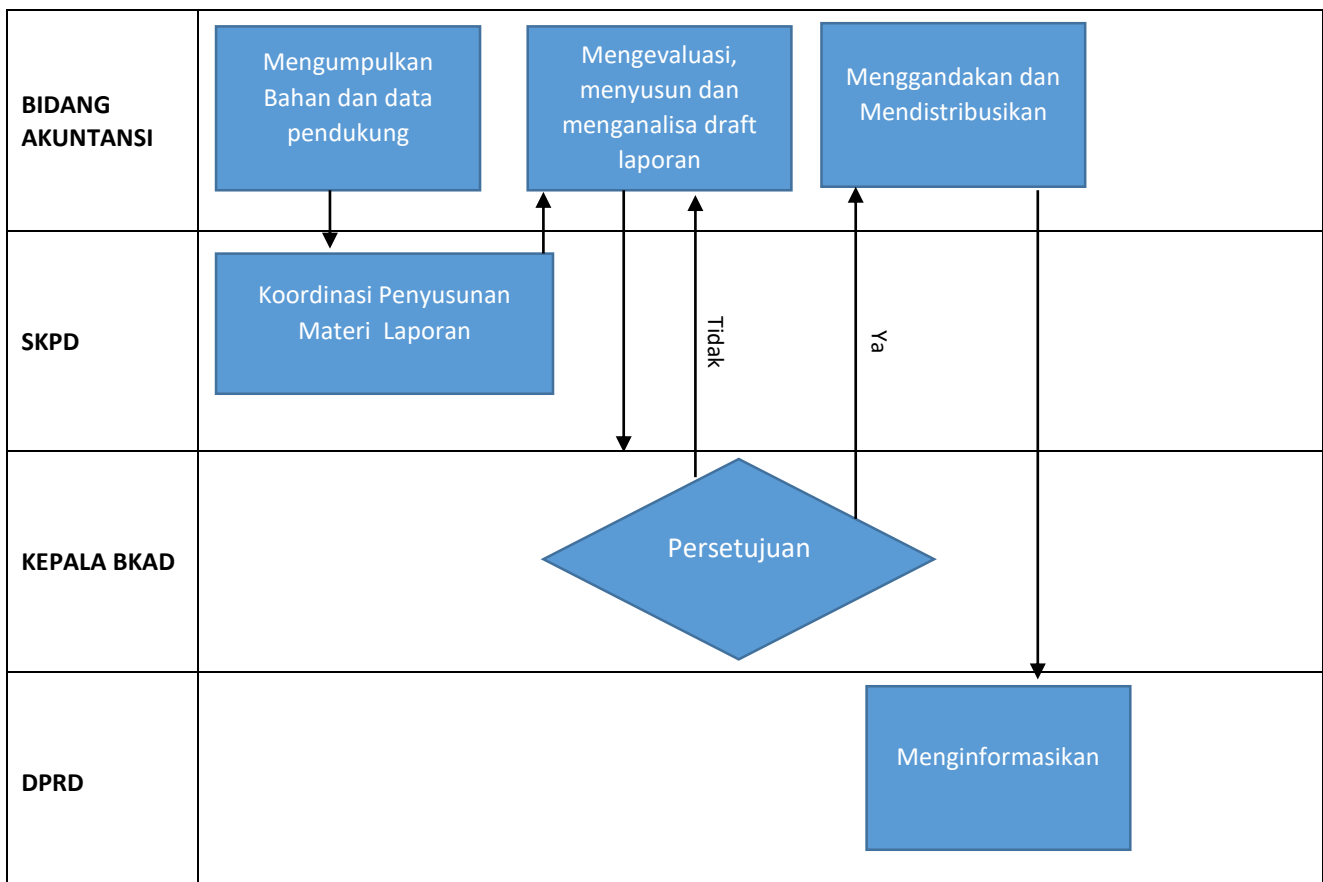 BIDANG
AKUNTANSI
Mengumpulkan
Bahan dan data
pendukung
Mengevaluasi,
menyusun dan
menganalisa draft
laporan
Menggandakan dan
Mendistribusikan
SKPD
Koordinasi Penyusunan
Materi Laporan
Tidak
Ya
KEPALA BKAD
Persetujuan
DPRD
Menginformasikan